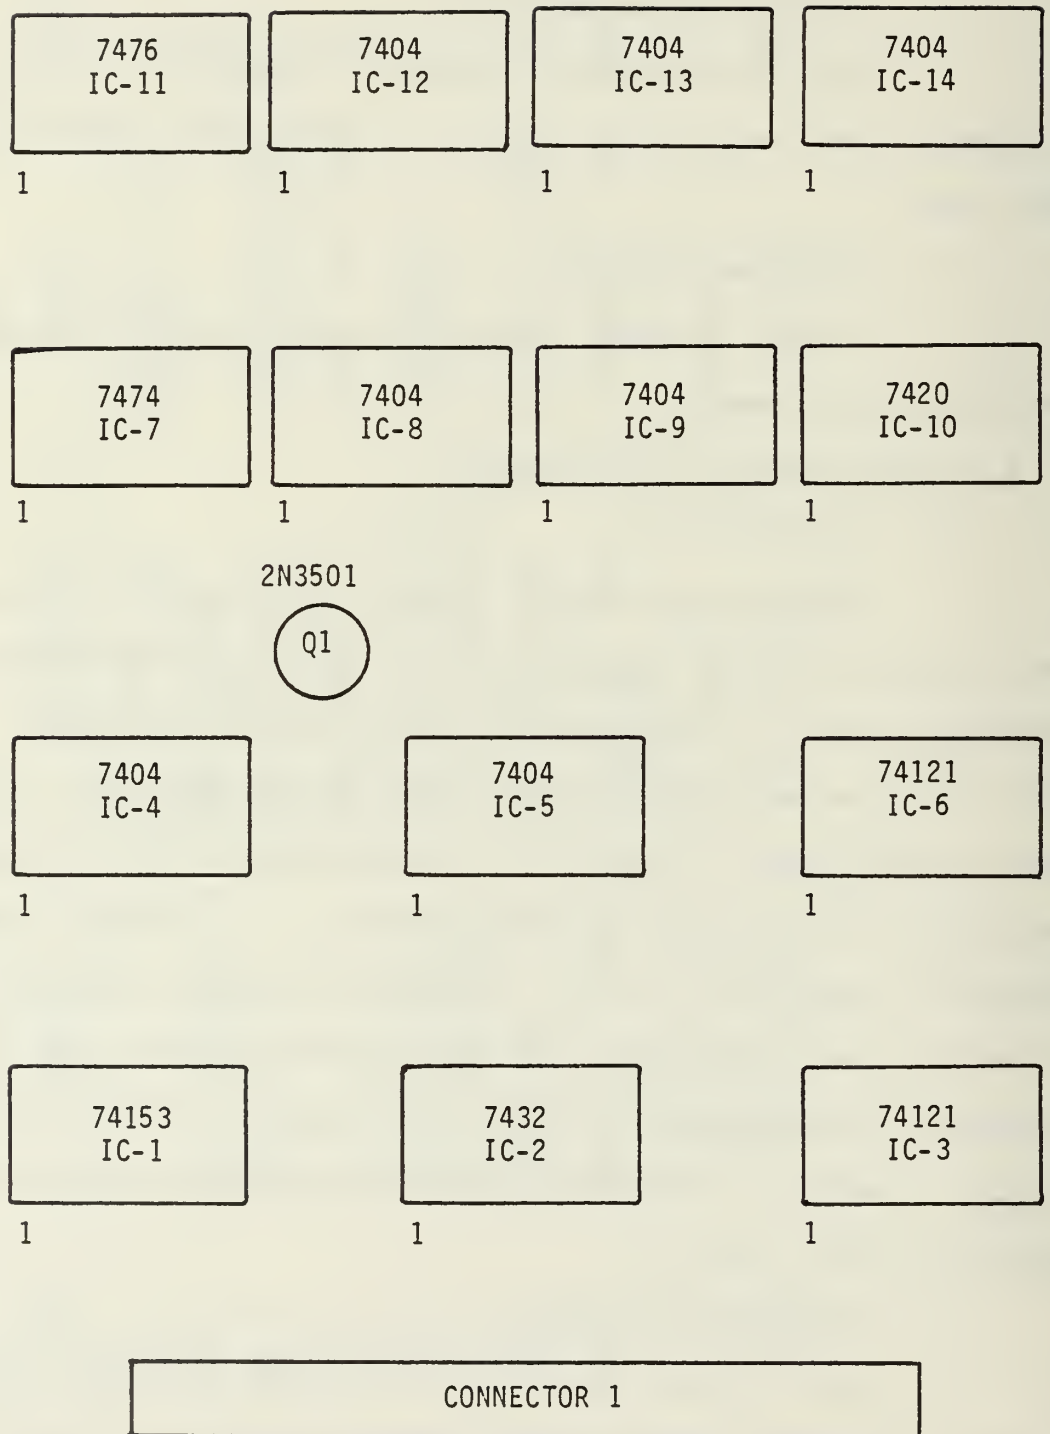 7476
IC-11
7404
IC-12
7404
IC-13
7404
IC-14
1
1
1
1
7474
IC-7
7404
IC-8
7404
IC-9
7420
IC-10
1
1
1
1
2N3501
Q1
7404
IC-4
7404
IC-5
74121
IC-6
1
1
1
74153
IC-1
7432
IC-2
74121
IC-3
1
1
1
CONNECTOR 1